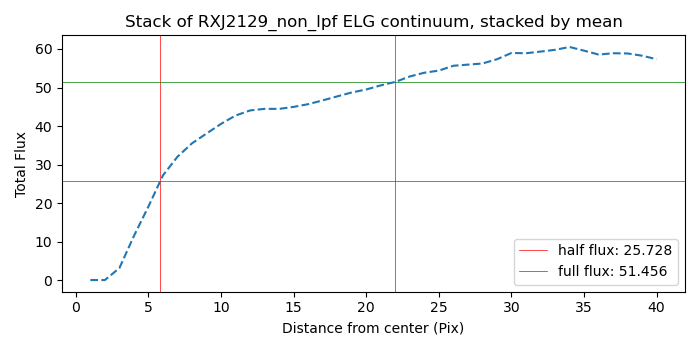 Stack of RXJ2129_non_lpf ELG continuum, stacked by mean
Total Flux
60
50
40
30
20
10
0
half flux: 25.728
full flux: 51.456
0 5 10 15 20 25 30 35 40
Distance from center (Pix)